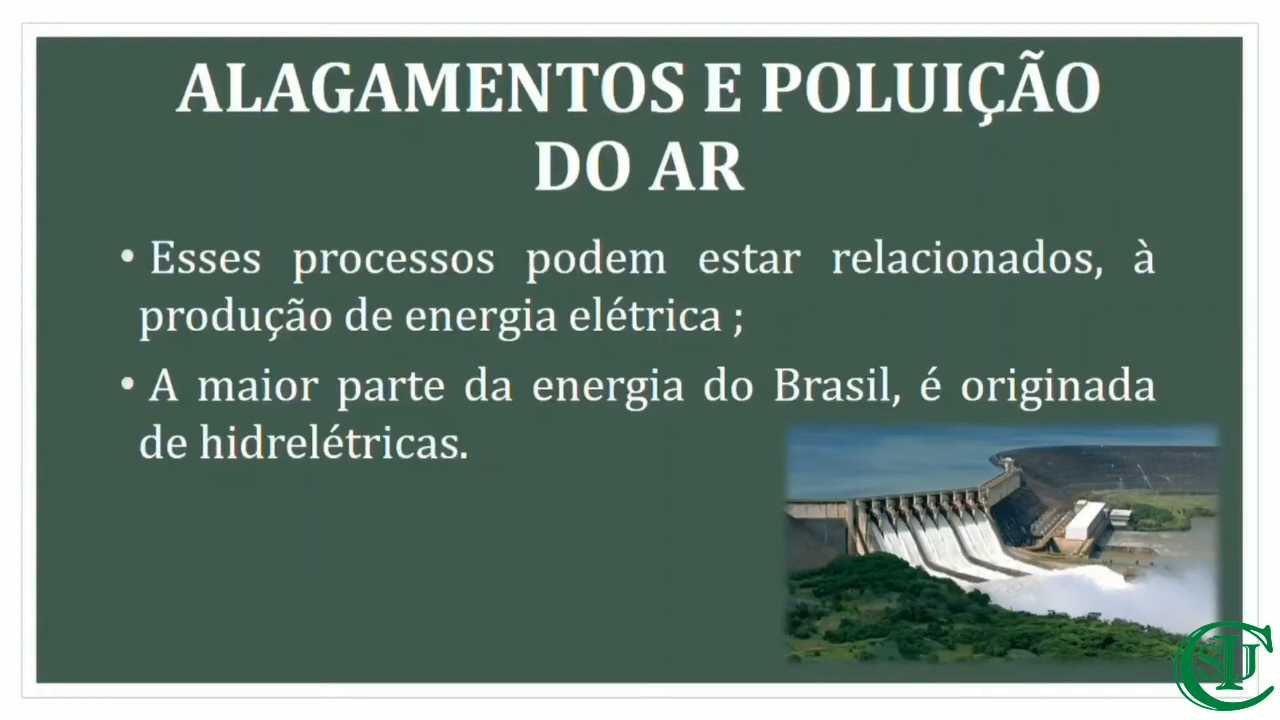 ALAGAMENTOS E POLUIÇÃO
DO AR
• Esses processos podem estar relacionados, à
produção de energia elétrica ;
• A maior parte da energia do Brasil, é originada
de hidrelétricas.